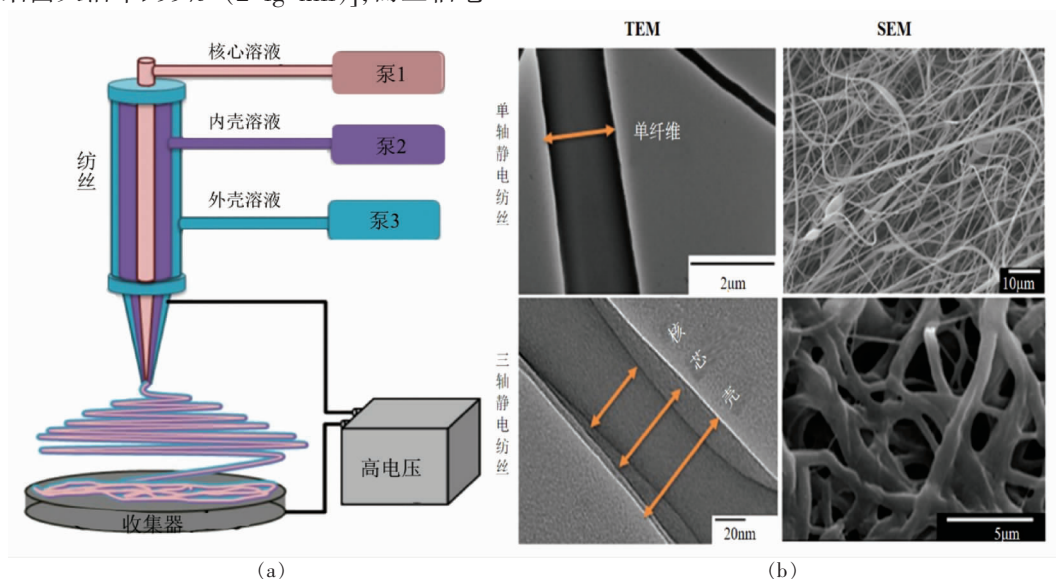 核心溶液
泵1
内壳溶液
泵2
纺丝
外壳溶液
泵3
高电压
收集器
(a)
TEM
SEM
单轴静电纺丝
单纤维
2μm
10μm
三轴静电纺丝
核
芯
壳
20nm
5μm
(b)